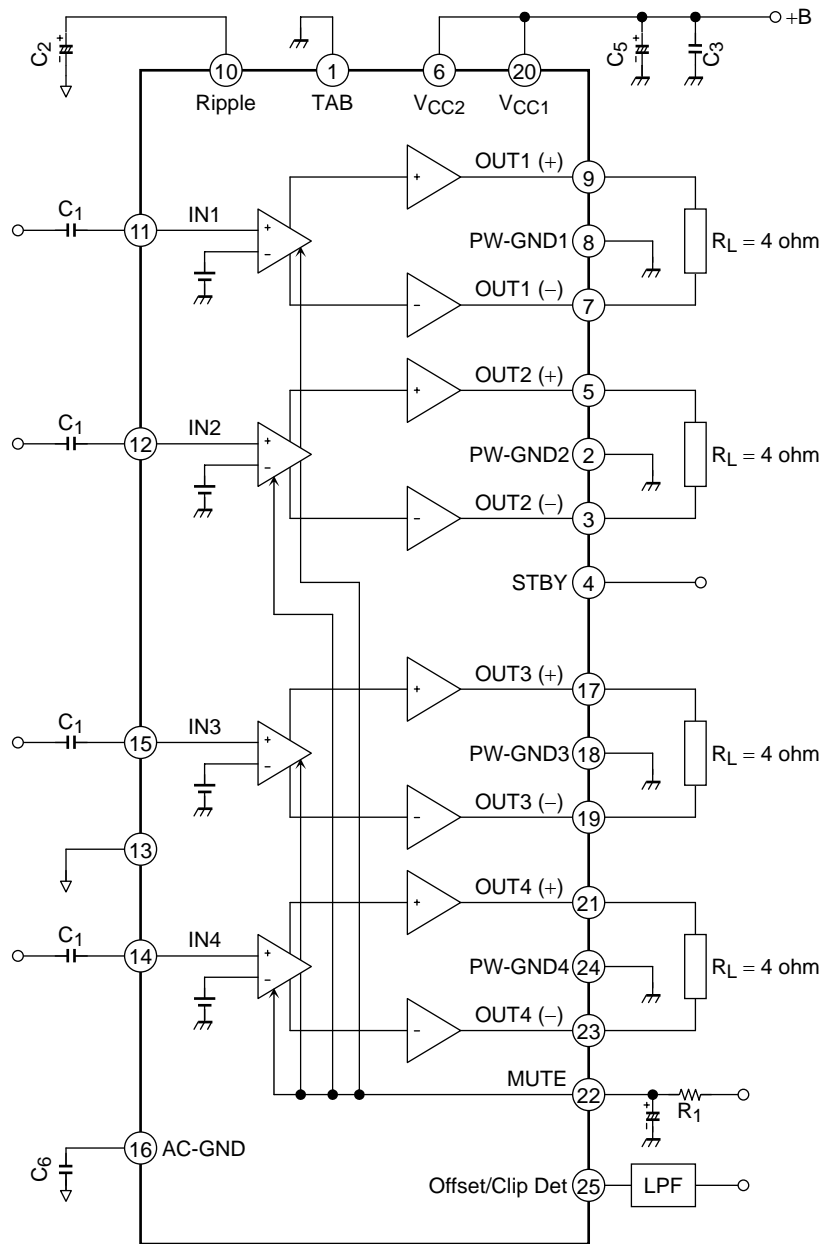 +B
C2
+
-
+
-
C5
C3
10
1
6
20
Ripple
TAB
VCC2
VCC1
OUT1 (+)
9
C1
11
IN1
+
−
+
PW-GND1
8
RL = 4 ohm
OUT1 (−)
−
7
OUT2 (+)
5
C1
12
IN2
+
−
+
PW-GND2
2
RL = 4 ohm
OUT2 (−)
−
3
STBY
4
OUT3 (+)
17
C1
15
IN3
+
−
+
PW-GND3
18
RL = 4 ohm
OUT3 (−)
−
19
13
OUT4 (+)
21
C1
14
IN4
+
−
+
PW-GND4
24
RL = 4 ohm
OUT4 (−)
−
23
MUTE
22
+
-
R1
C6
16
AC-GND
Offset/Clip Det
25
LPF